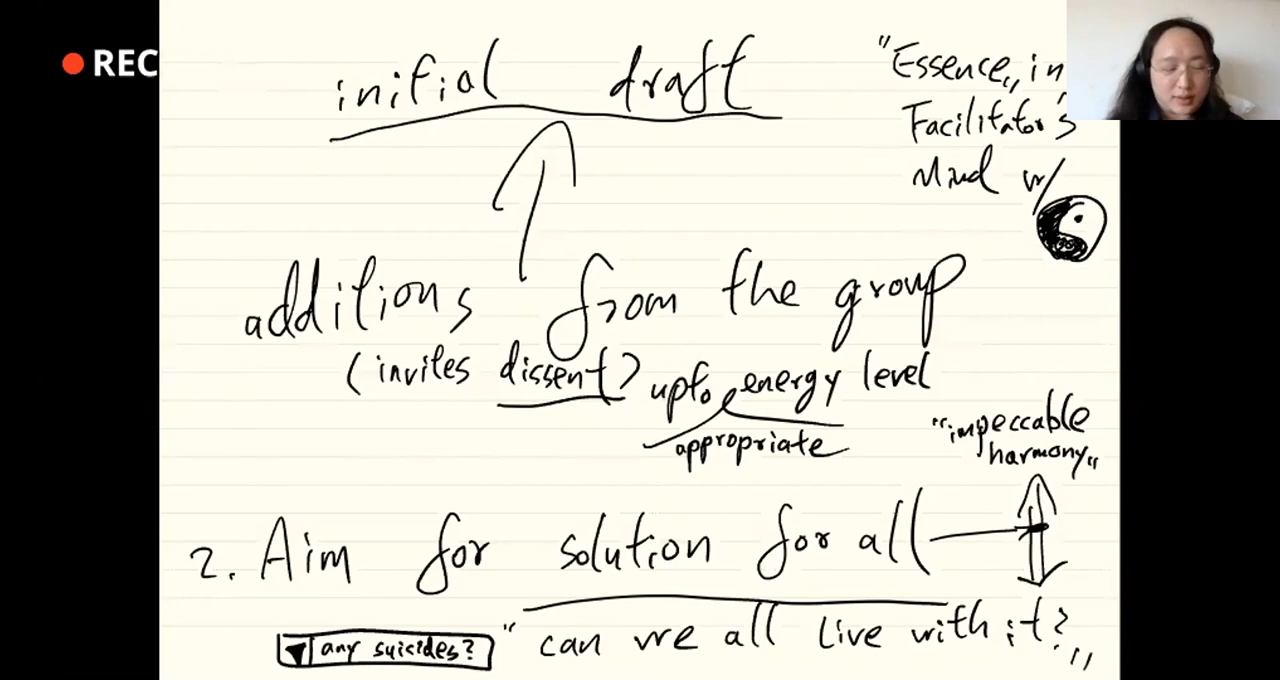 REC
initial draft
"Essence" in
Facilitator's
Mind w/
additions from the group
(invites dissent) upto energy level
appropriate
"impeccable
harmony"
2. Aim for solution for all
"can we all live with it?"
any suicides?